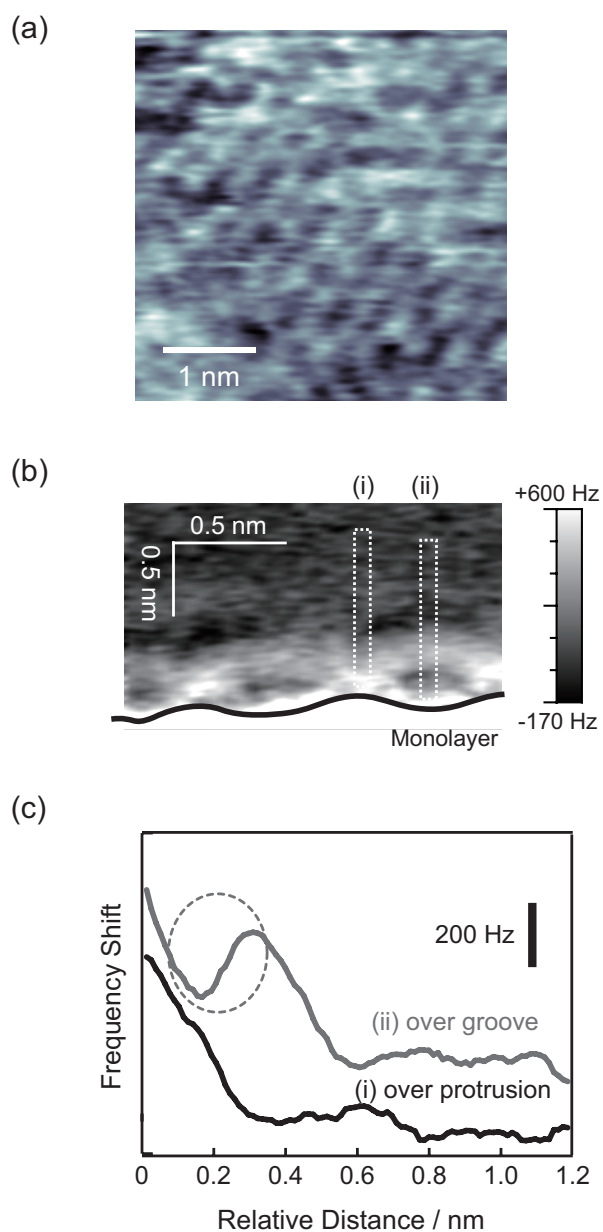 (a)
1 nm
(b)
(i)
(ii)
+600 Hz
0.5 nm
0.5 nm
-170 Hz
Monolayer
(c)
Frequency Shift
200 Hz
(ii) over groove
(i) over protrusion
0 0.2 0.4 0.6 0.8 1.0 1.2
Relative Distance / nm